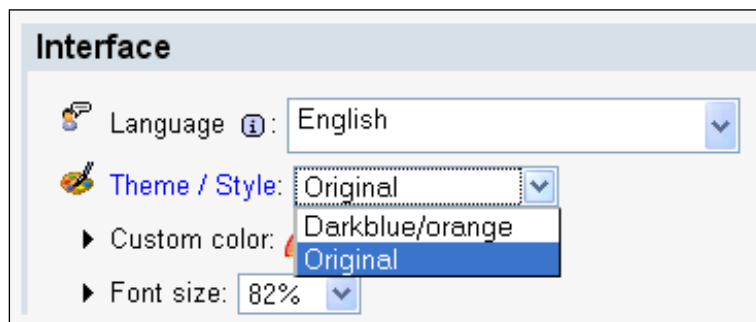 Interface
Language i: English
Theme / Style: Original
Darkblue/orange
Custom color:
Original
Font size: 82%